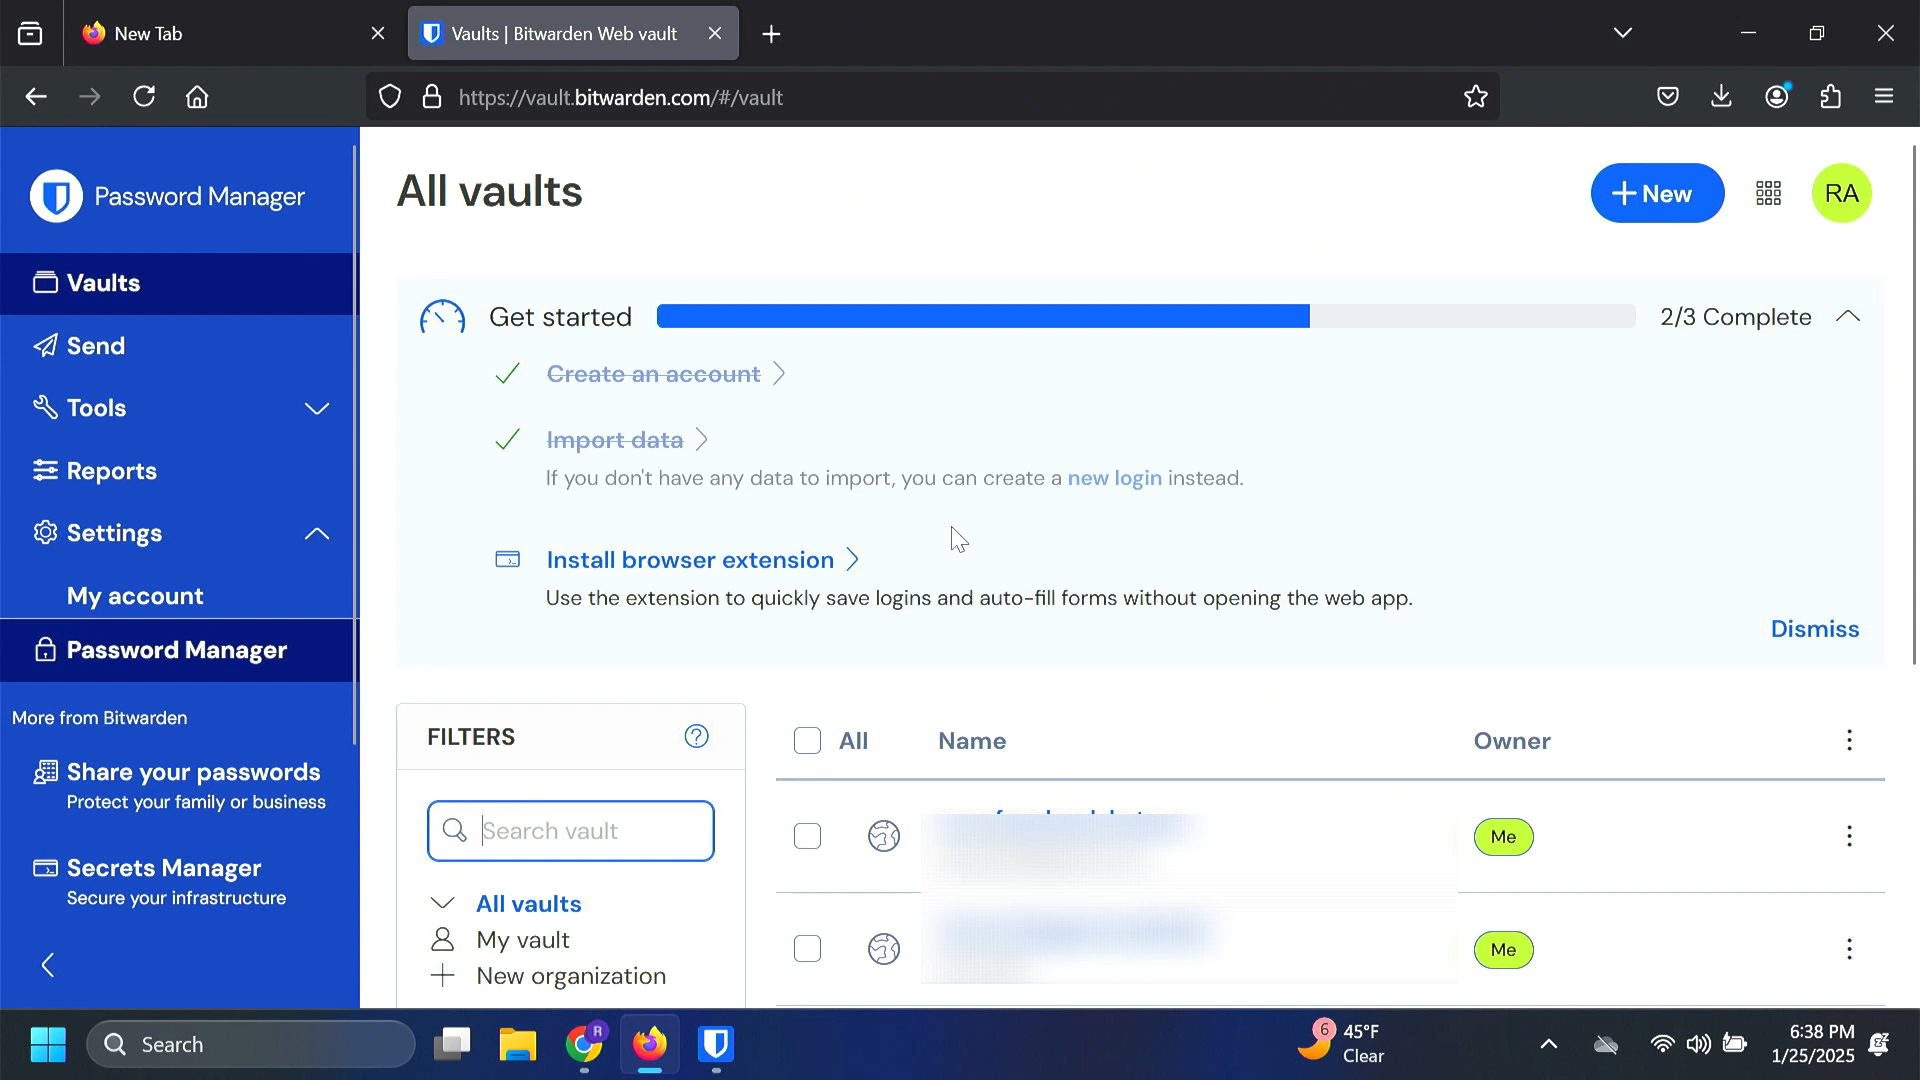 New Tab
Vaults | Bitwarden Web vault
https://vault.bitwarden.com/#/vault
Password Manager
Vaults
Send
Tools
Reports
Settings
My account
Password Manager
More from Bitwarden
Share your passwords
Protect your family or business
Secrets Manager
Secure your infrastructure
All vaults
New
RA
Get started
2/3 Complete
Create an account
Import data
If you don't have any data to import, you can create a new login instead.
Install browser extension
Use the extension to quickly save logins and auto-fill forms without opening the web app.
Dismiss
FILTERS
Search vault
All vaults
My vault
New organization
All Name Owner
Me
Me
Search
R
6
45°F
Clear
6:38 PM
1/25/2025